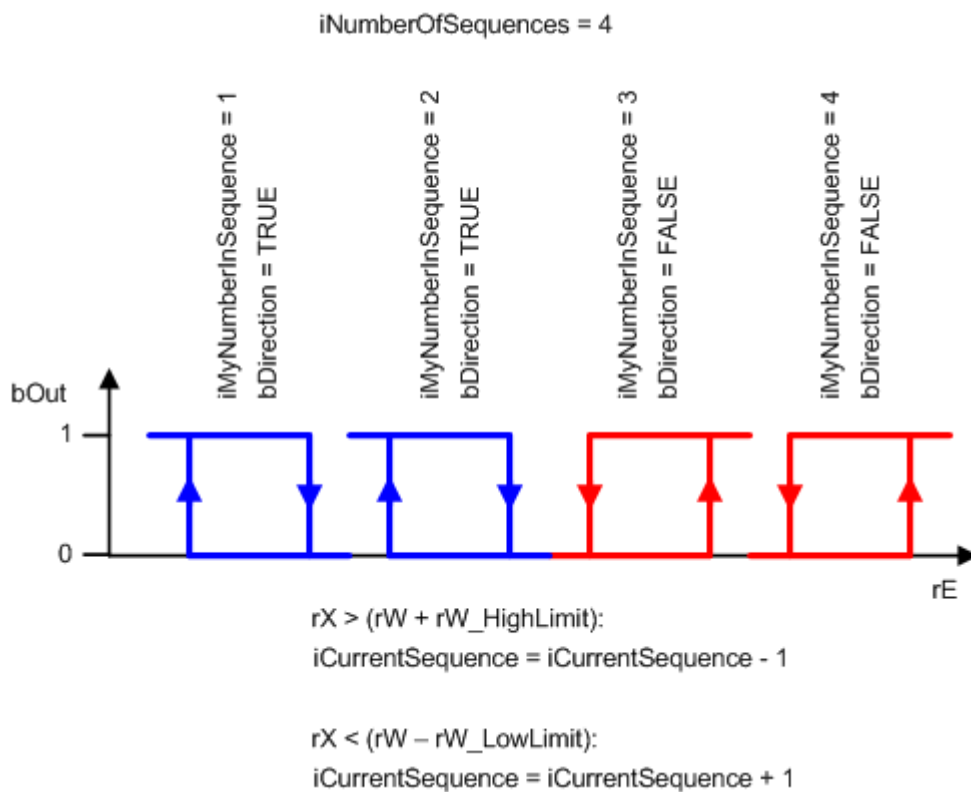 iNumberOfSequences = 4
iMyNumberInSequence = 1
bDirection = TRUE
iMyNumberInSequence = 2
bDirection = TRUE
iMyNumberInSequence = 3
bDirection = FALSE
iMyNumberInSequence = 4
bDirection = FALSE
bOut
1
0
rE
rX > (rW + rW_HighLimit):
iCurrentSequence = iCurrentSequence - 1
rX < (rW – rW_LowLimit):
iCurrentSequence = iCurrentSequence + 1